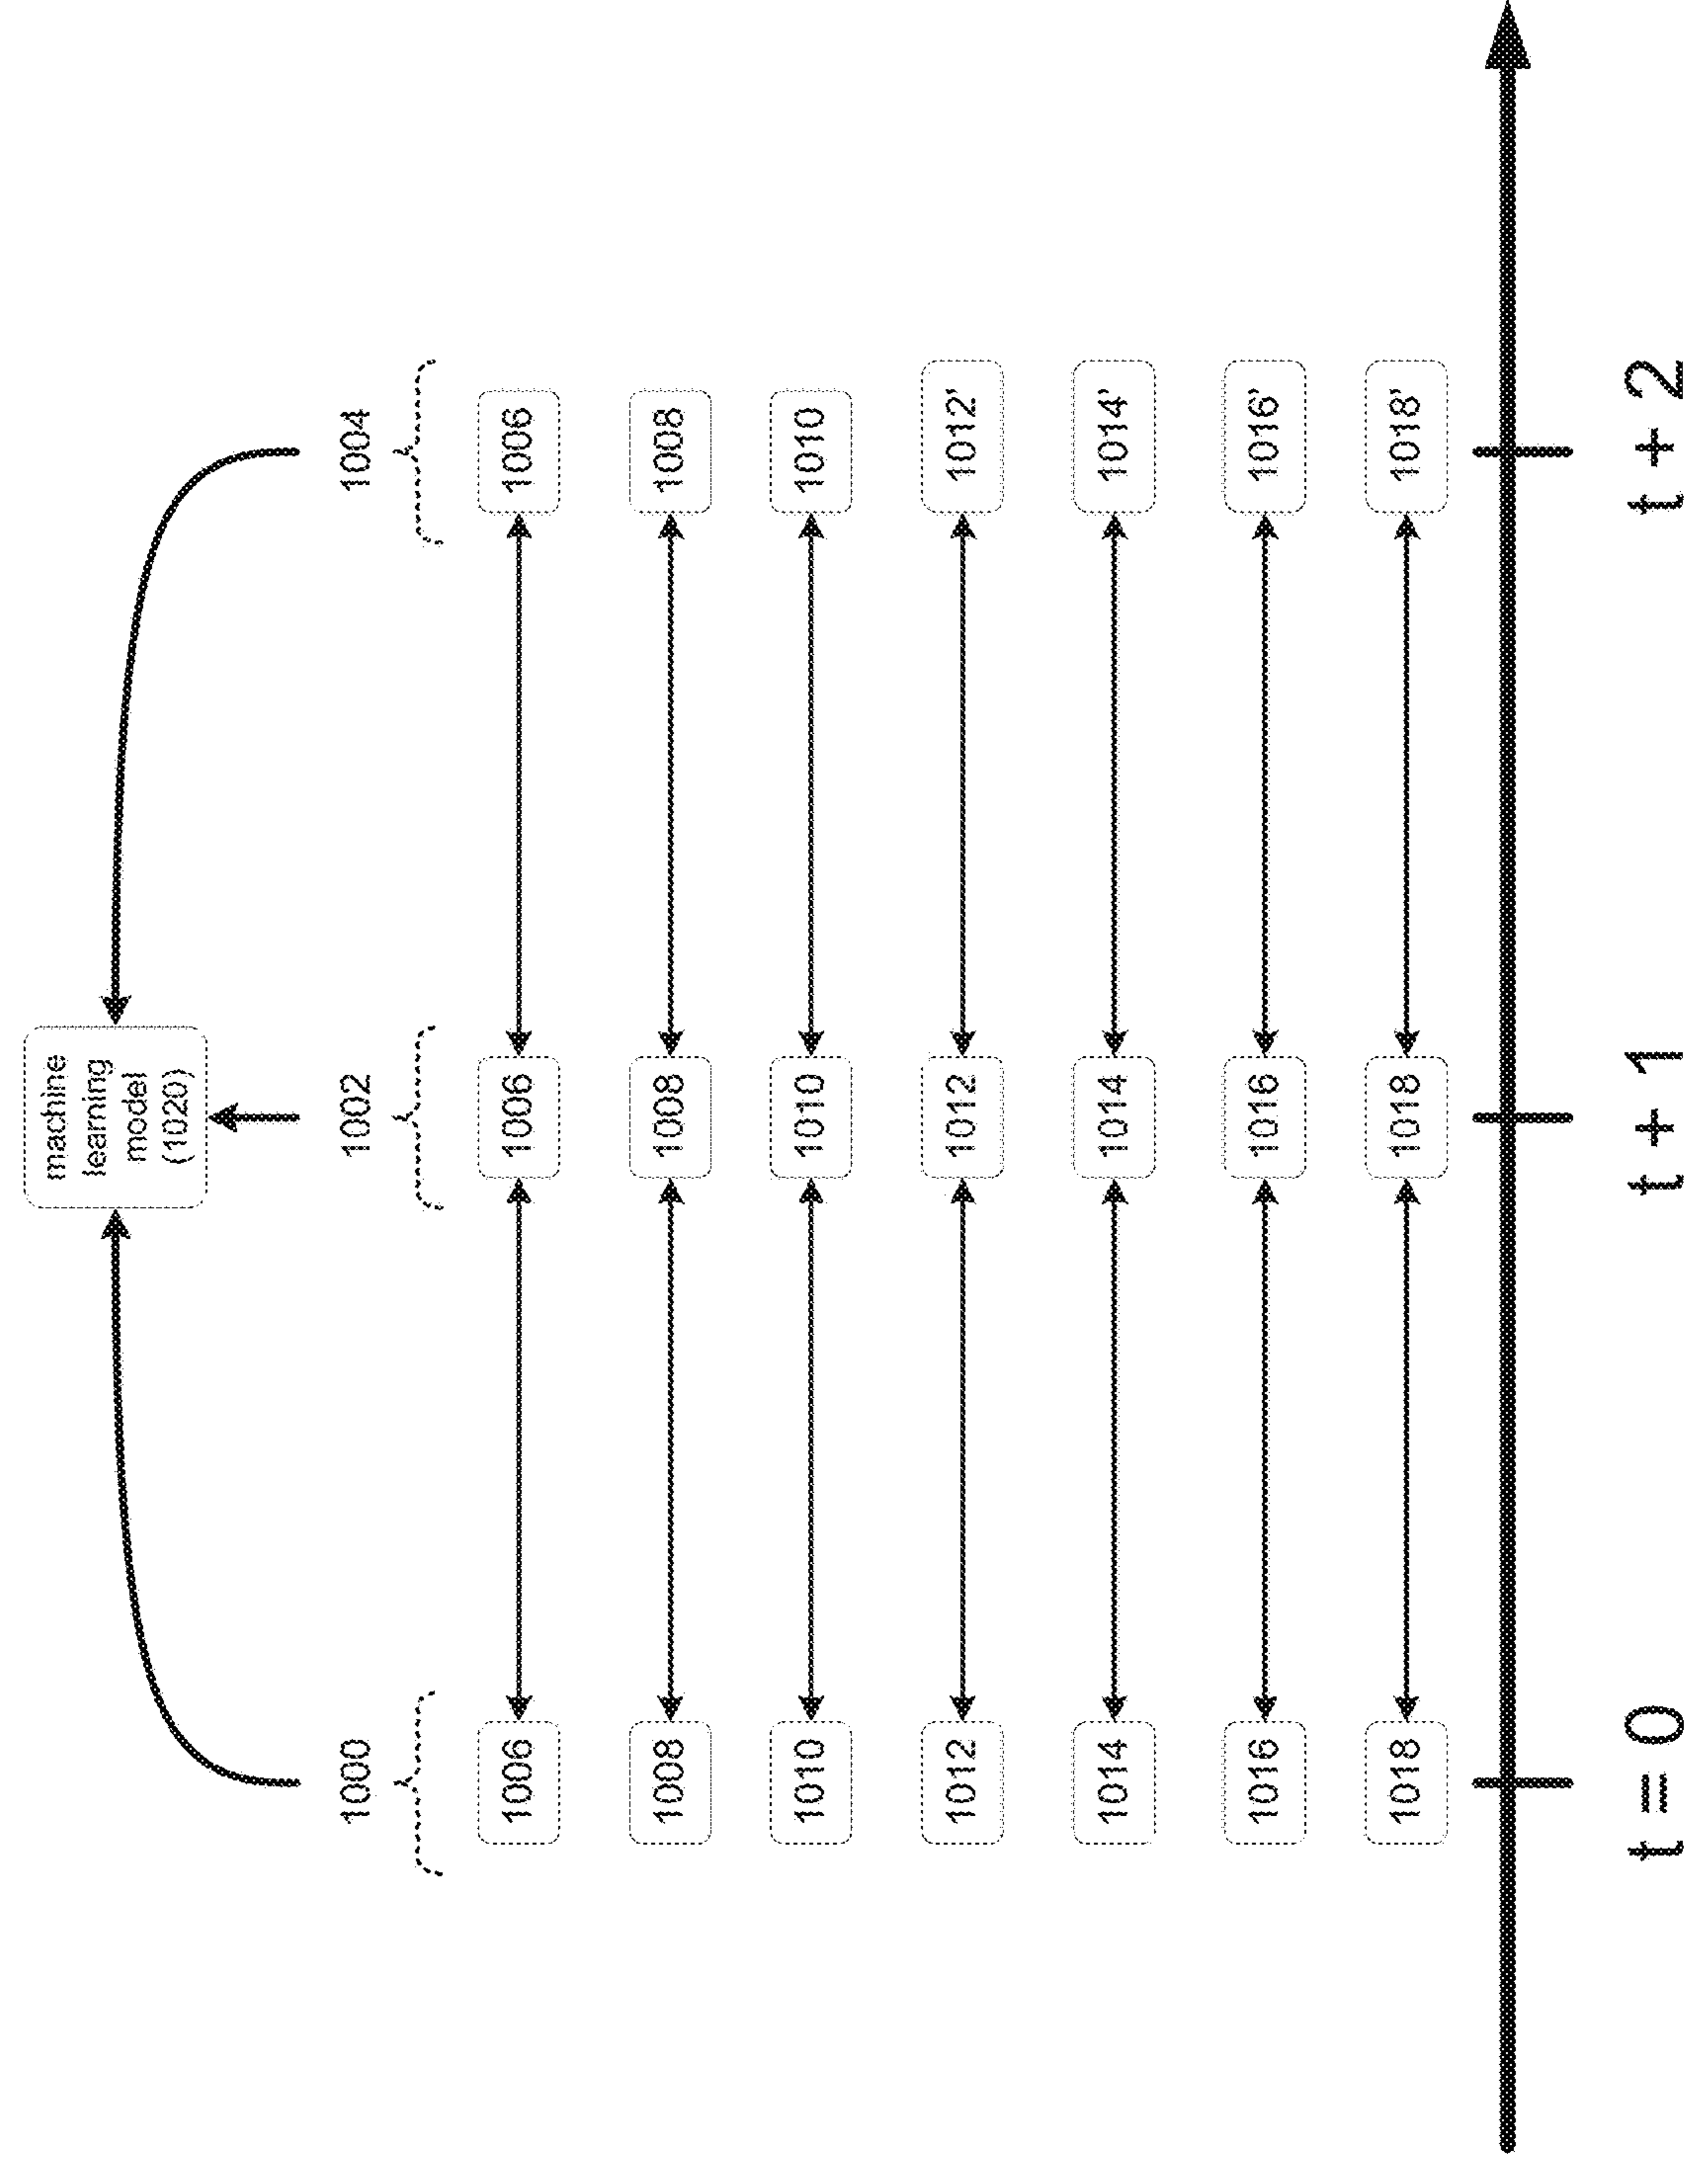 machine
learning
model
(1020)
1000 1002 1004
1006 1006 1006
1008 1008 1008
1010 1010 1010
1012 1012 1012'
1014 1014 1014'
1016 1016 1016'
1018 1018 1018'
t = 0 t + 1 t + 2